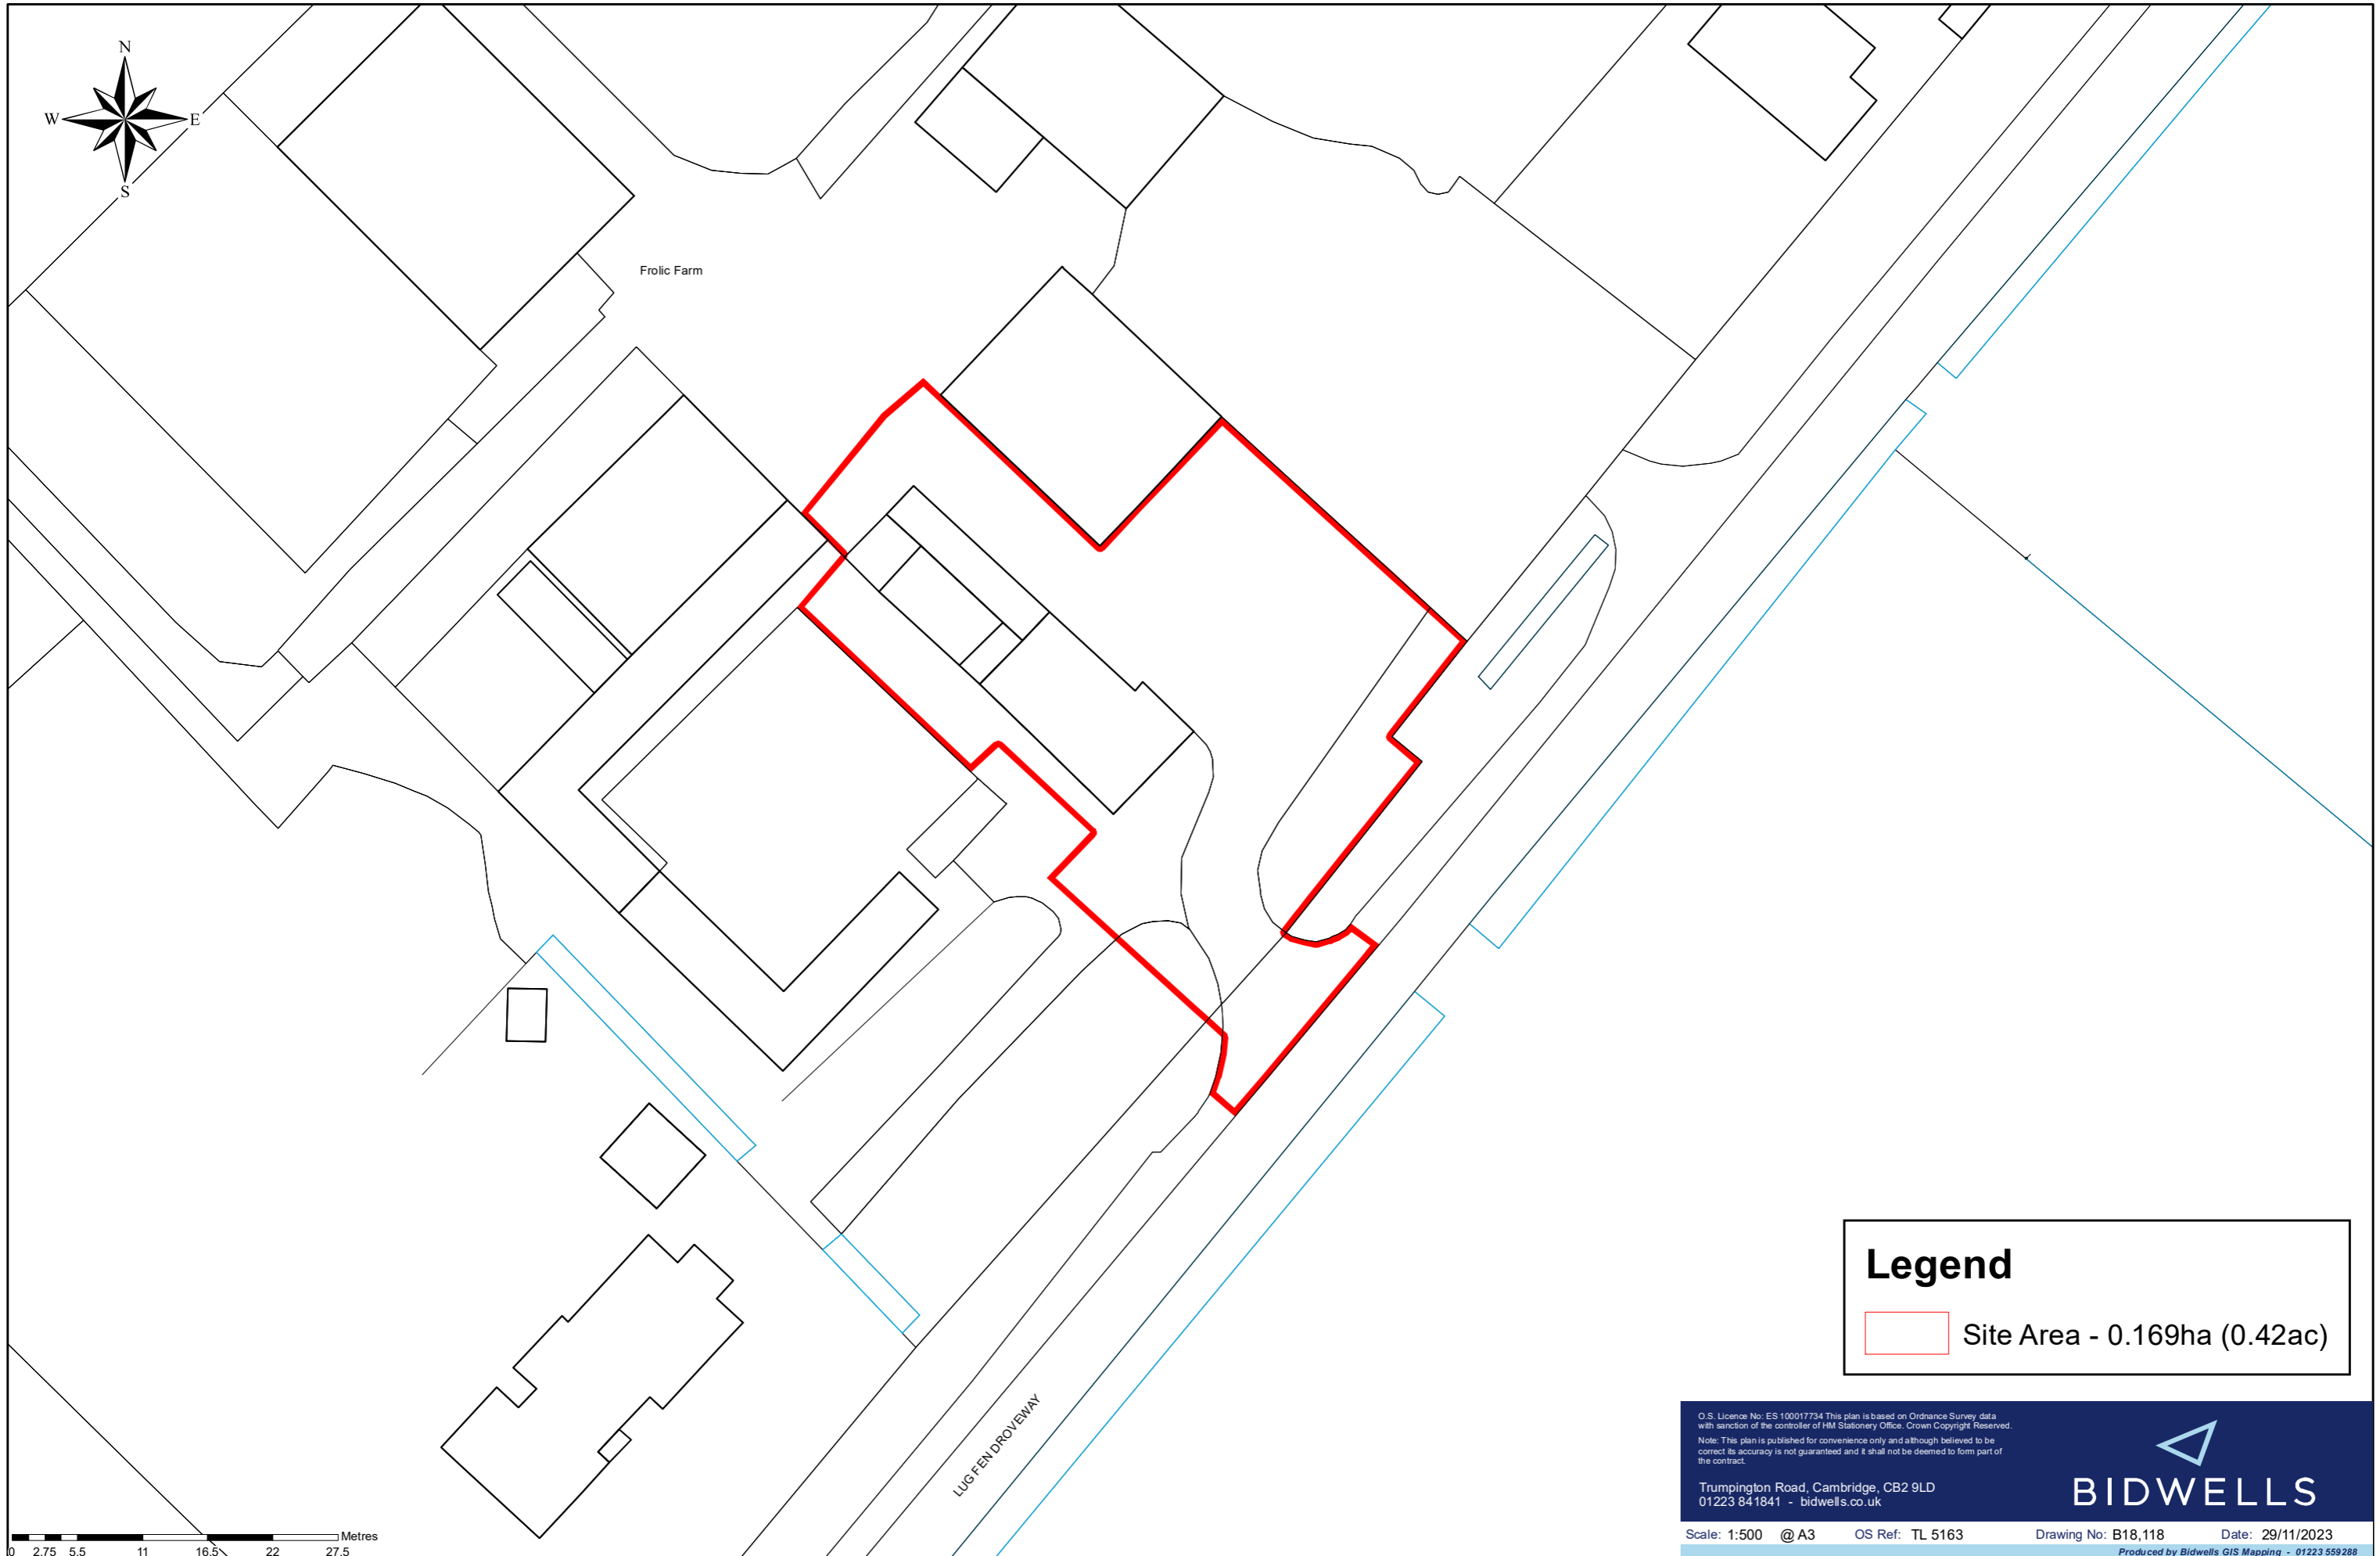 N
W E
S
Frolic Farm
LUG FEN DROVEWAY
Legend
Site Area - 0.169ha (0.42ac)
O.S. Licence No: ES 100017734 This plan is based on Ordnance Survey data
with sanction of the controller of HM Stationery Office. Crown Copyright Reserved.
Note: This plan is published for convenience only and although believed to be
correct its accuracy is not guaranteed and it shall not be deemed to form part of
the contract.
Trumpington Road, Cambridge, CB2 9LD
01223 841841 - bidwells.co.uk
BIDWELLS
Metres
0 2.75 5.5 11 16.5 22 27.5
Scale: 1:500 @ A3 OS Ref: TL 5163 Drawing No: B18,118 Date: 29/11/2023
Produced by Bidwells GIS Mapping - 01223 559288